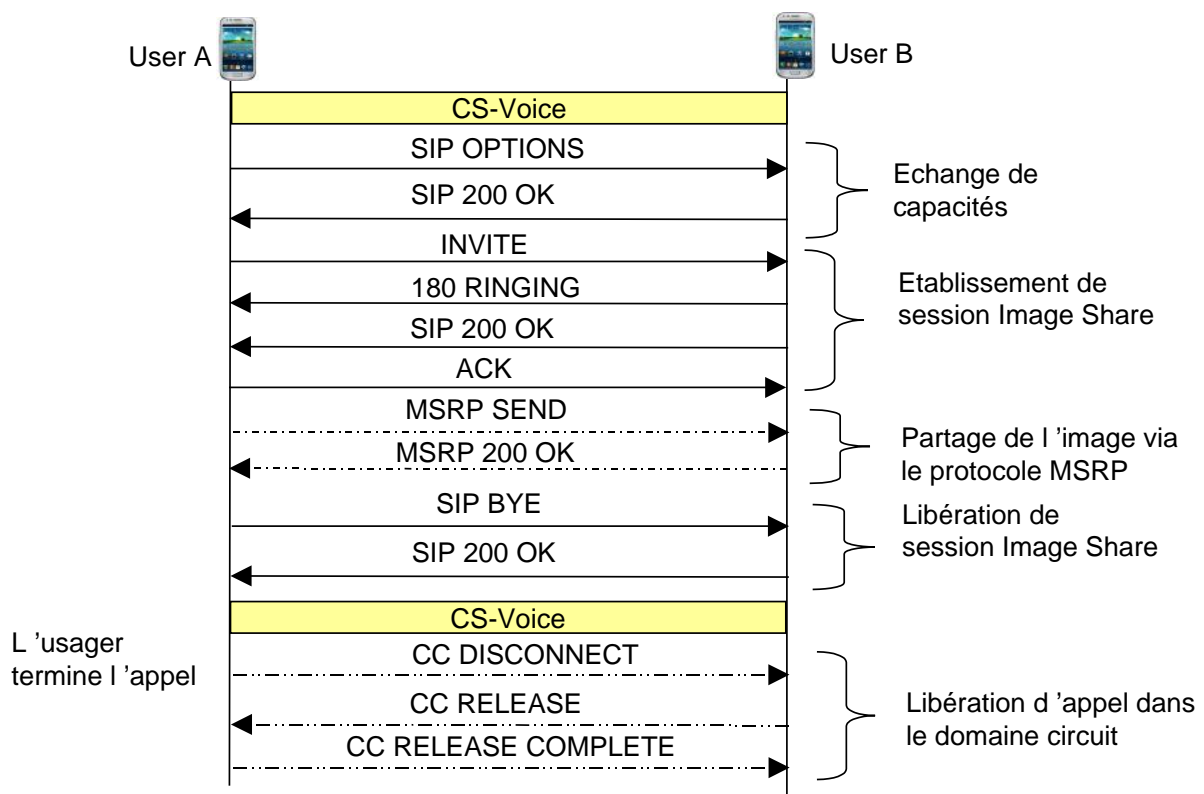 User A
User B
CS-Voice
SIP OPTIONS
SIP 200 OK
Echange de
capacités
INVITE
180 RINGING
SIP 200 OK
ACK
Etablissement de
session Image Share
MSRP SEND
MSRP 200 OK
Partage de l ’image via
le protocole MSRP
SIP BYE
SIP 200 OK
Libération de
session Image Share
CS-Voice
L ’usager
termine l ’appel
CC DISCONNECT
CC RELEASE
CC RELEASE COMPLETE
Libération d ’appel dans
le domaine circuit